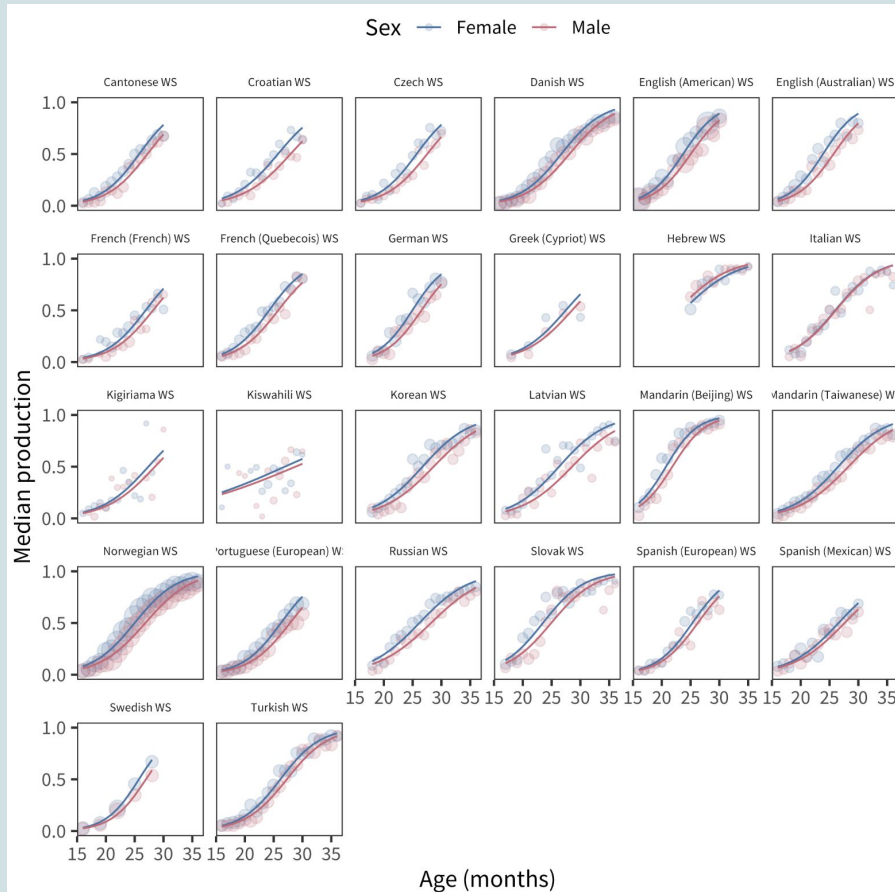 Sex Female Male
Cantonese WS Croatian WS Czech WS Danish WS English (American) WS English (Australian) WS
1.0
0.5
0.0
French (French) WS French (Quebecois) WS German WS Greek (Cypriot) WS Hebrew WS Italian WS
1.0
0.5
0.0
Kigiriama WS Kiswahili WS Korean WS Latvian WS Mandarin (Beijing) WS Mandarin (Taiwanese) W
1.0
0.5
0.0
Median production
Norwegian WS ortuguese (European) W Russian WS Slovak WS Spanish (European) WS Spanish (Mexican) WS
1.0
0.5
0.0
15 20 25 30 35 15 20 25 30 35 15 20 25 30 35 15 20 25 30 35
Swedish WS Turkish WS
1.0
0.5
0.0
15 20 25 30 35 15 20 25 30 35
Age (months)